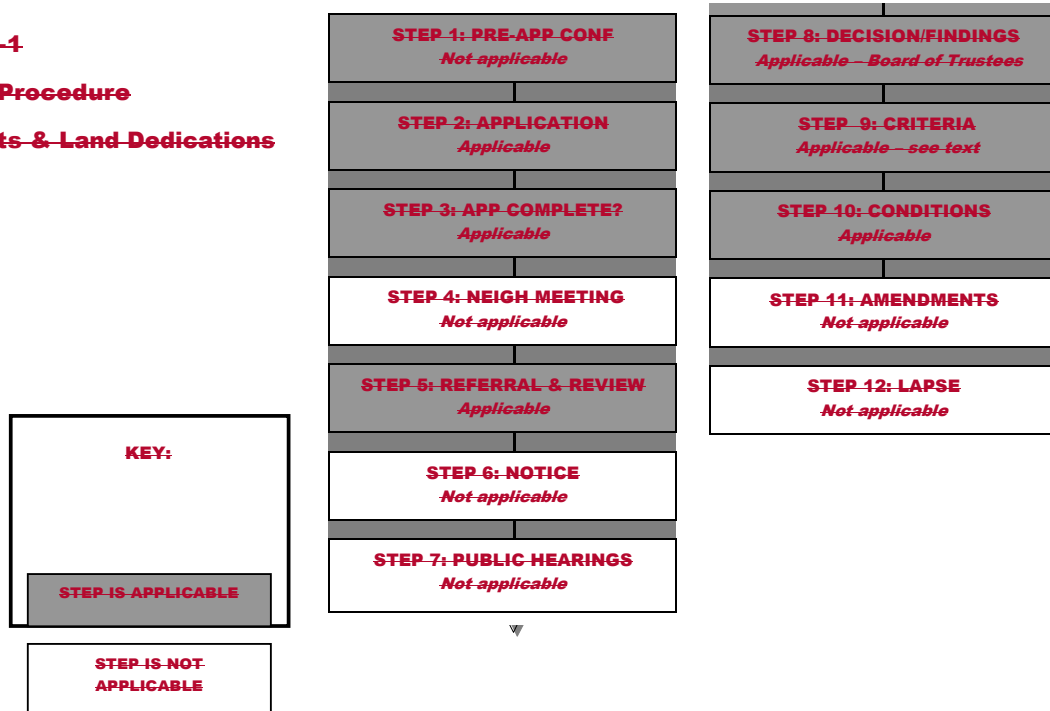 -1
Procedure
ts & Land Dedications
KEY:
STEP IS APPLICABLE
STEP IS NOT
APPLICABLE
STEP 1: PRE-APP CONF
Not applicable
STEP 2: APPLICATION
Applicable
STEP 3: APP COMPLETE?
Applicable
STEP 4: NEIGH MEETING
Not applicable
STEP 5: REFERRAL & REVIEW
Applicable
STEP 6: NOTICE
Not applicable
STEP 7: PUBLIC HEARINGS
Not applicable
STEP 8: DECISION/FINDINGS
Applicable – Board of Trustees
STEP 9: CRITERIA
Applicable – see text
STEP 10: CONDITIONS
Applicable
STEP 11: AMENDMENTS
Not applicable
STEP 12: LAPSE
Not applicable